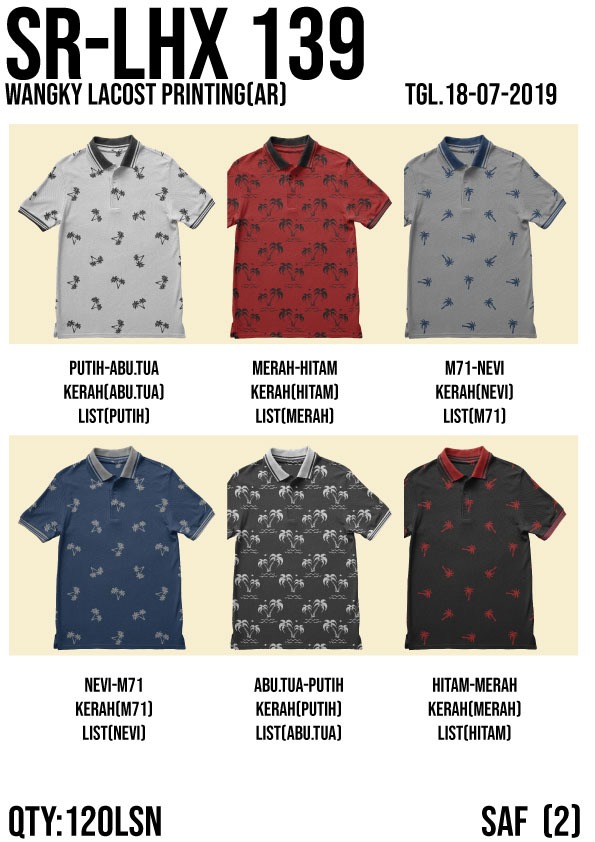 SR-LHX 139
WANGKY LACOST PRINTING(AR)
TGL.18-07-2019
PUTIH-ABU.TUA
KERAH(ABU.TUA)
LIST(PUTIH)
MERAH-HITAM
KERAH(HITAM)
LIST(MERAH)
M71-NEVI
KERAH(NEVI)
LIST(M71)
NEVI-M71
KERAH(M71)
LIST(NEVI)
ABU.TUA-PUTIH
KERAH(PUTIH)
LIST(ABU.TUA)
HITAM-MERAH
KERAH(MERAH)
LIST(HITAM)
QTY:120LSN
SAF (2)